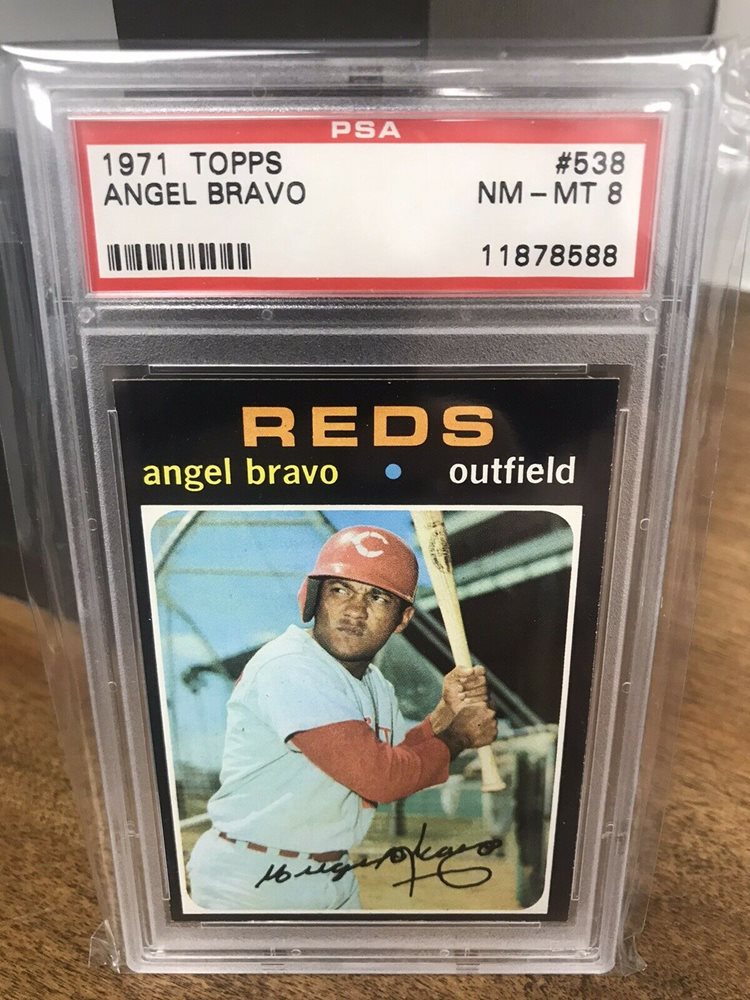 PSA
1971 TOPPS #538
ANGEL BRAVO NM - MT 8
11878588
REDS
angel bravo • outfield
C